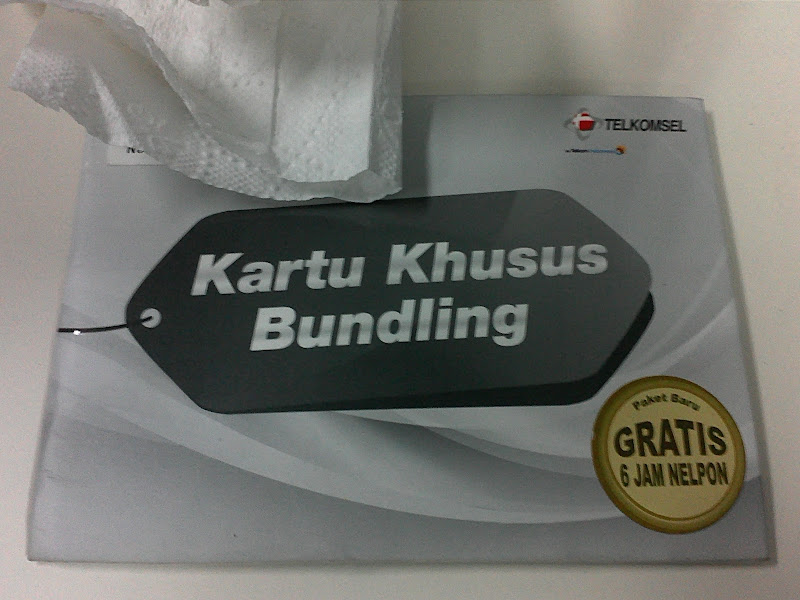 TELKOMSEL
Kartu Khusus
Bundling
Paket Baru
GRATIS
6 JAM NELPON